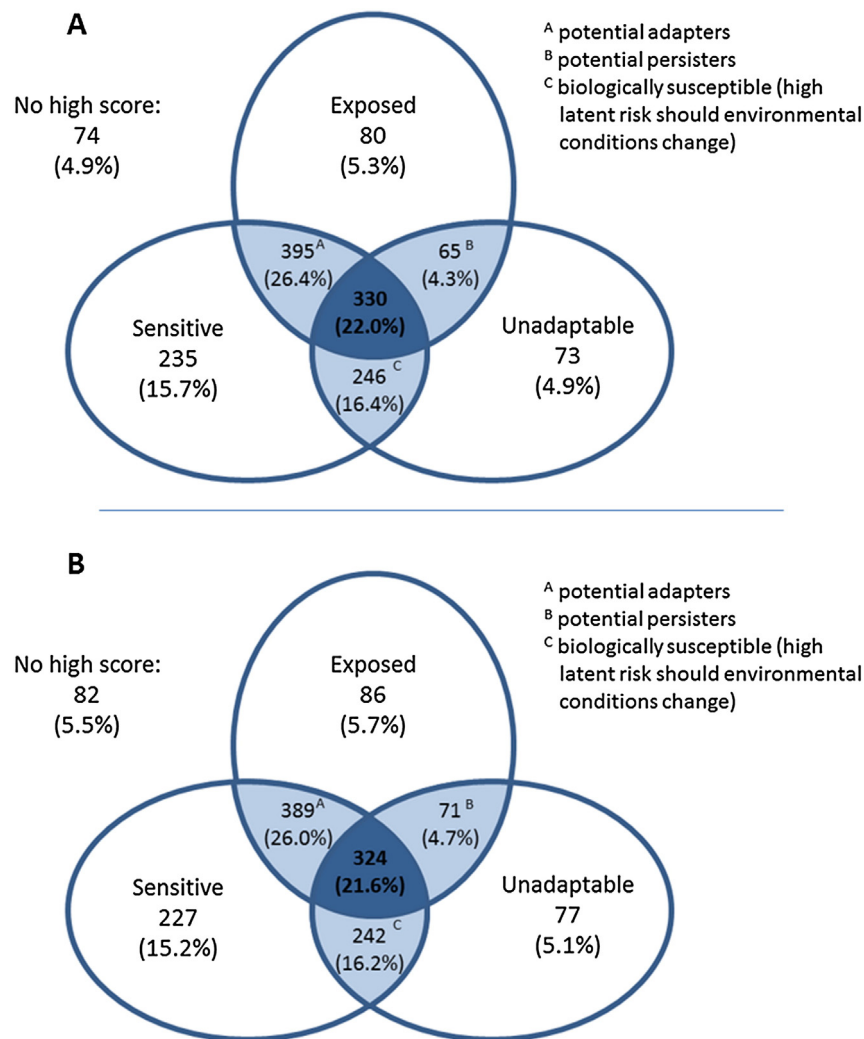 A
A potential adapters
B potential persisters
C biologically susceptible (high
latent risk should environmental
conditions change)
No high score:
74
(4.9%)
Exposed
80
(5.3%)
395A
(26.4%)
65B
(4.3%)
330
(22.0%)
Sensitive
235
(15.7%)
Unadaptable
73
(4.9%)
246C
(16.4%)
B
A potential adapters
B potential persisters
C biologically susceptible (high
latent risk should environmental
conditions change)
No high score:
82
(5.5%)
Exposed
86
(5.7%)
389A
(26.0%)
71B
(4.7%)
324
(21.6%)
Sensitive
227
(15.2%)
Unadaptable
77
(5.1%)
242C
(16.2%)